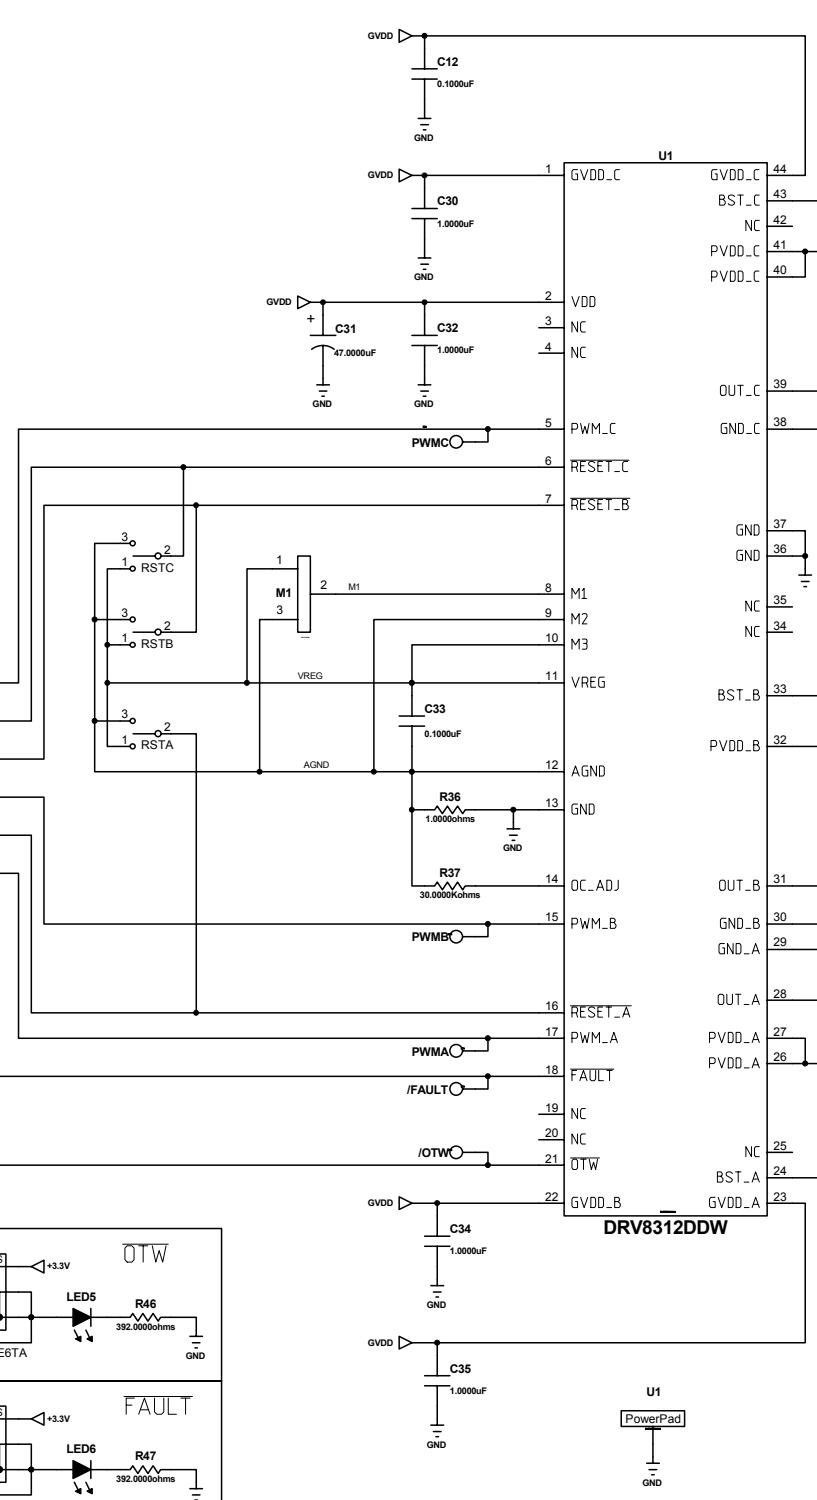 GVDD
C12
0.1000uF
GND
U1
GVDD
1
GVDD_C
GVDD_C
44
BST_C
43
C30
1.0000uF
NC
42
PVDD_C
41
PVDD_C
40
GND
GVDD
2
VDD
+
C31
47.0000uF
C32
1.0000uF
3
NC
4
NC
GND
GND
OUT_C
39
PWMC
5
PWM_C
GND_C
38
6
RESET_C
7
RESET_B
GND
37
GND
36
3
2
1
RSTC
1
M1
2
M1
3
8
M1
9
M2
10
M3
NC
35
NC
34
3
2
1
RSTB
VREG
11
VREG
BST_B
33
C33
0.1000uF
3
2
1
RSTA
PVDD_B
32
AGND
12
AGND
R36
1.0000ohms
13
GND
GND
R37
30.0000Kohms
14
OC_ADJ
OUT_B
31
PWMB
15
PWM_B
GND_B
30
GND_A
29
OUT_A
28
16
RESET_A
17
PWM_A
PVDD_A
27
PWMA
PVDD_A
26
18
FAULT
/FAULT
19
NC
20
NC
/OTW
21
OTW
NC
25
BST_A
24
GVDD
22
GVDD_B
GVDD_A
23
DRV8312DDW
C34
1.0000uF
GND
OTW
S
+3.3V
LED5
R46
392.0000ohms
GND
E6TA
GVDD
C35
1.0000uF
GND
U1
PowerPad
GND
FAULT
S
+3.3V
LED6
R47
392.0000ohms